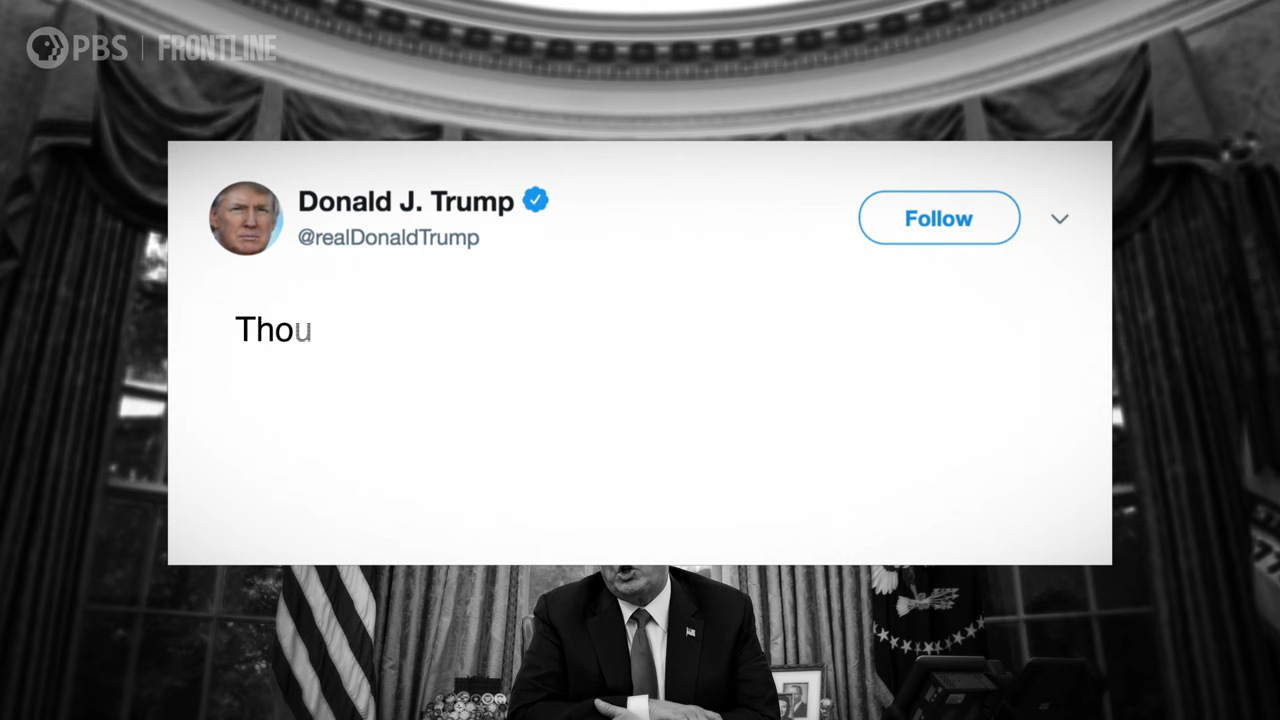 PBS | FRONTLINE
Donald J. Trump
@realDonaldTrump
Follow
Thou